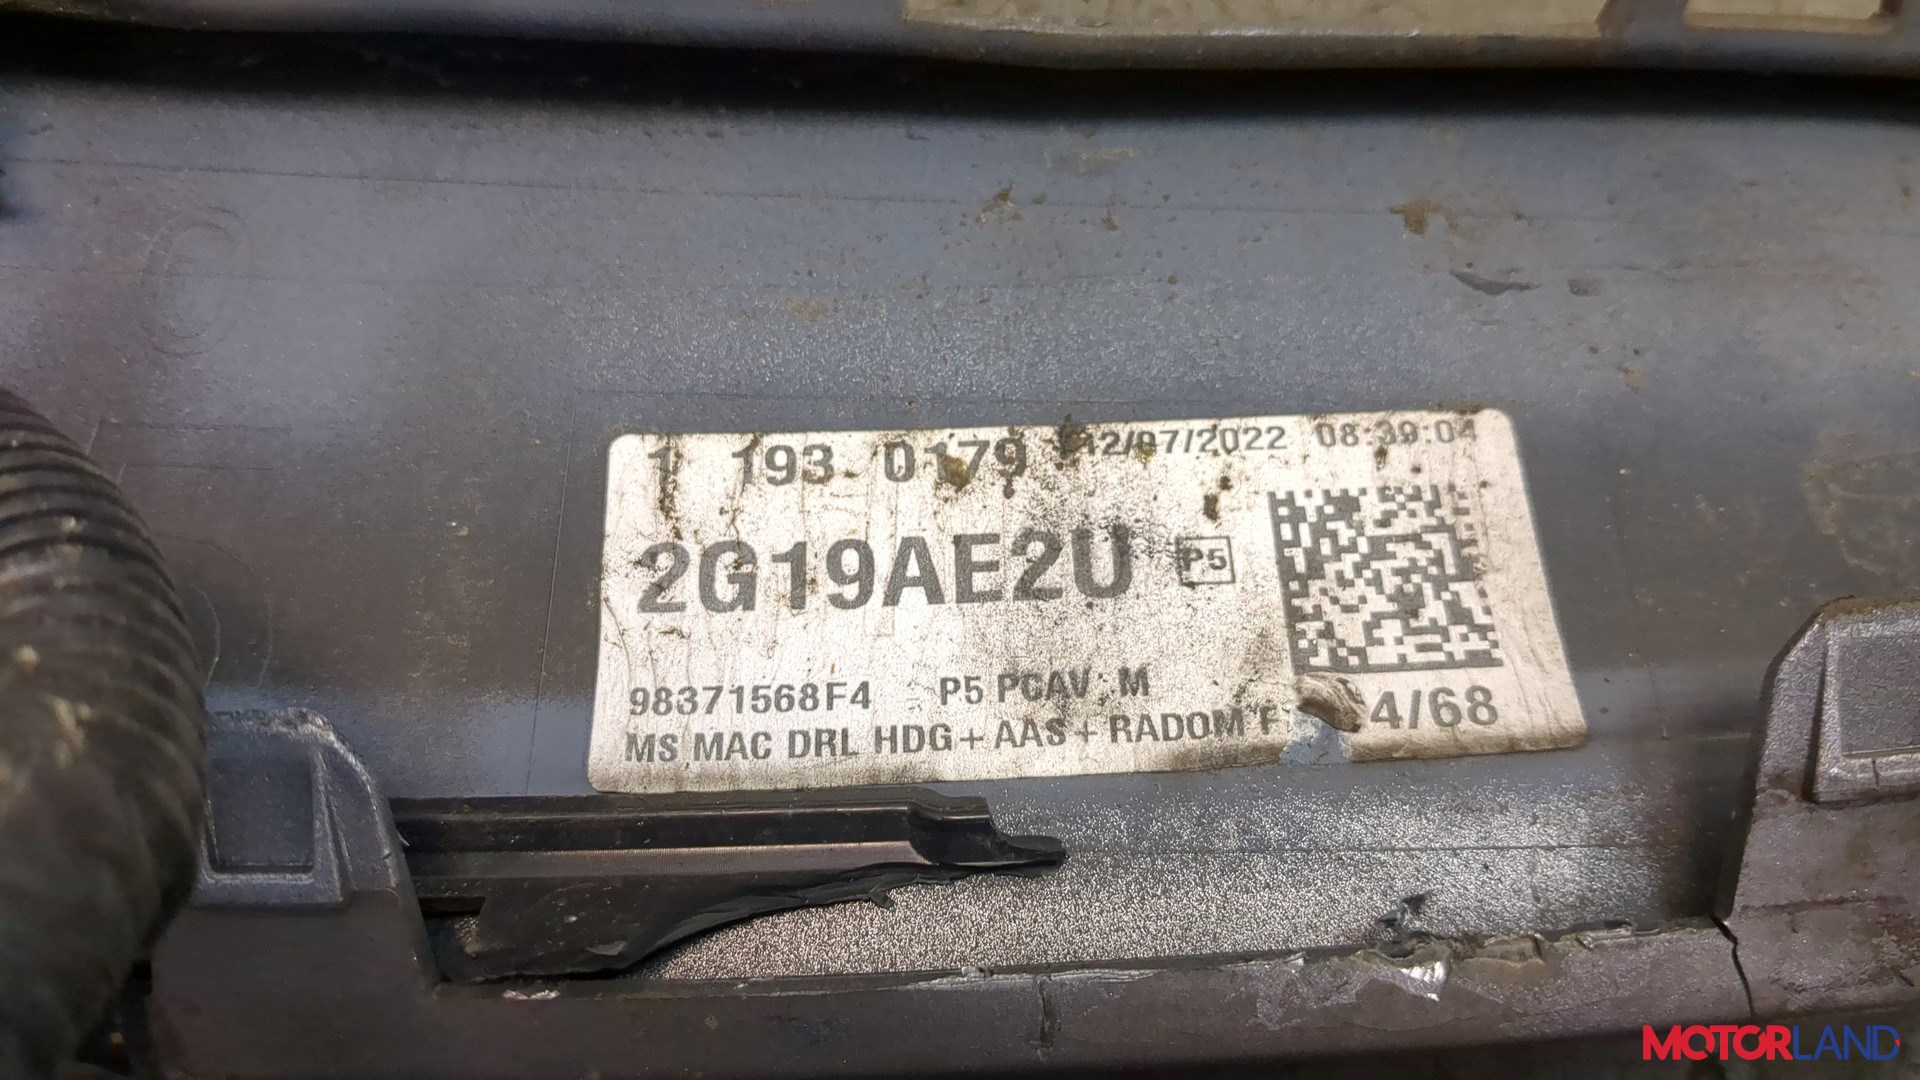 1 193 0179 12/07/2022 08:39:04
2G19AE2U P5
98371568F4 P5 PCAV M
MS MAC DRL HDG+AAS+RADOM F 4/68
MOTORLAND